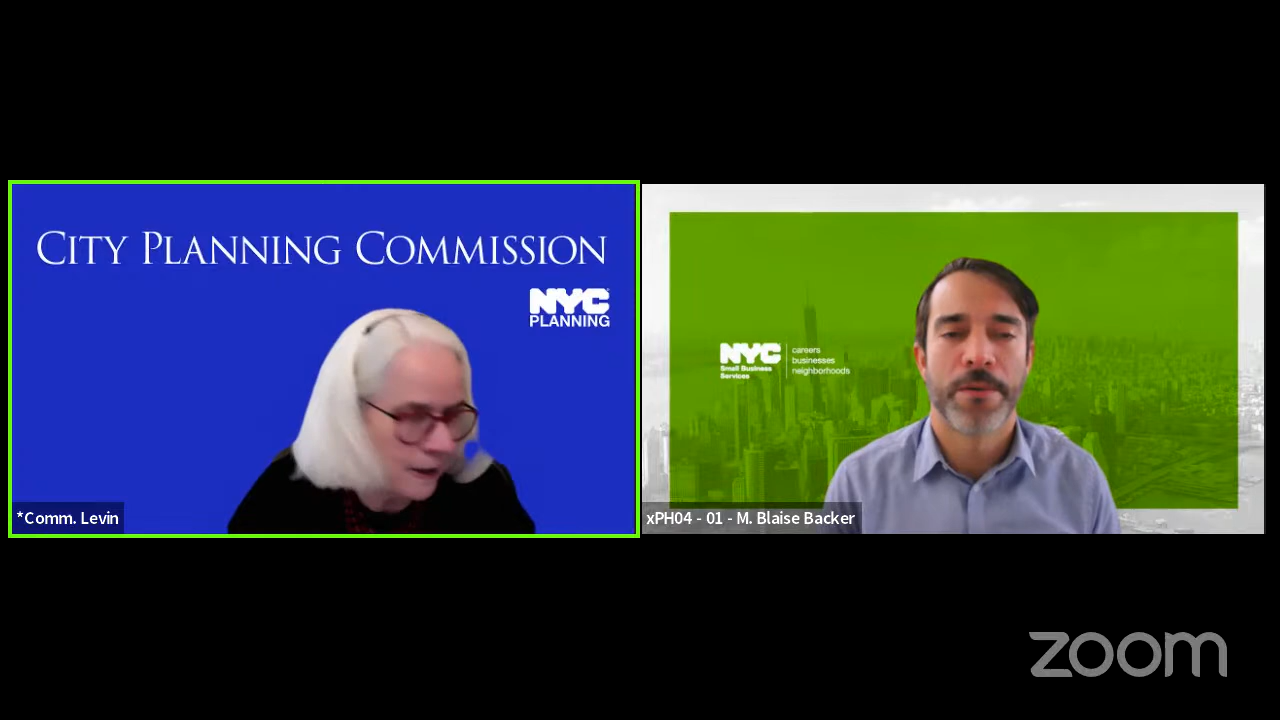 CITY PLANNING COMMISSION
NYC
PLANNING
*Comm. Levin
NYC
Small Business
Services
careers
businesses
neighborhoods
xPH04 - 01 - M. Blaise Backer
zoom